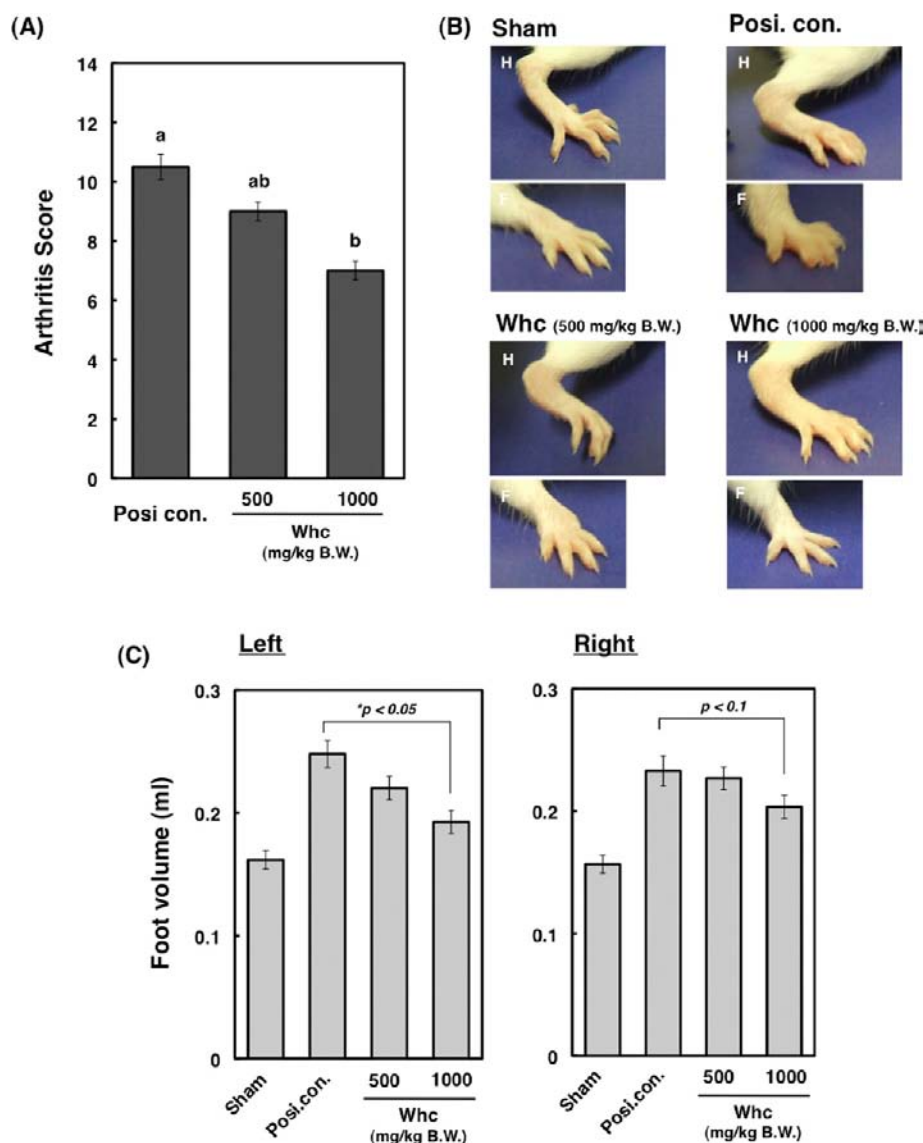 (A)
14
12
10
8
6
4
2
0
Arthritis Score
a
ab
b
Posi con.
500
1000
Whc
(mg/kg B.W.)
(B)
Sham
Posi. con.
H
H
F
F
Whc (500 mg/kg B.W.)
Whc (1000 mg/kg B.W.)
H
H
F
F
(C)
Left
Right
Foot volume (ml)
0.3
0.2
0.1
0
*p < 0.05
Sham
Posi.con.
500
1000
Whc
(mg/kg B.W.)
0.3
0.2
0.1
0
p < 0.1
Sham
Posi.con.
500
1000
Whc
(mg/kg B.W.)